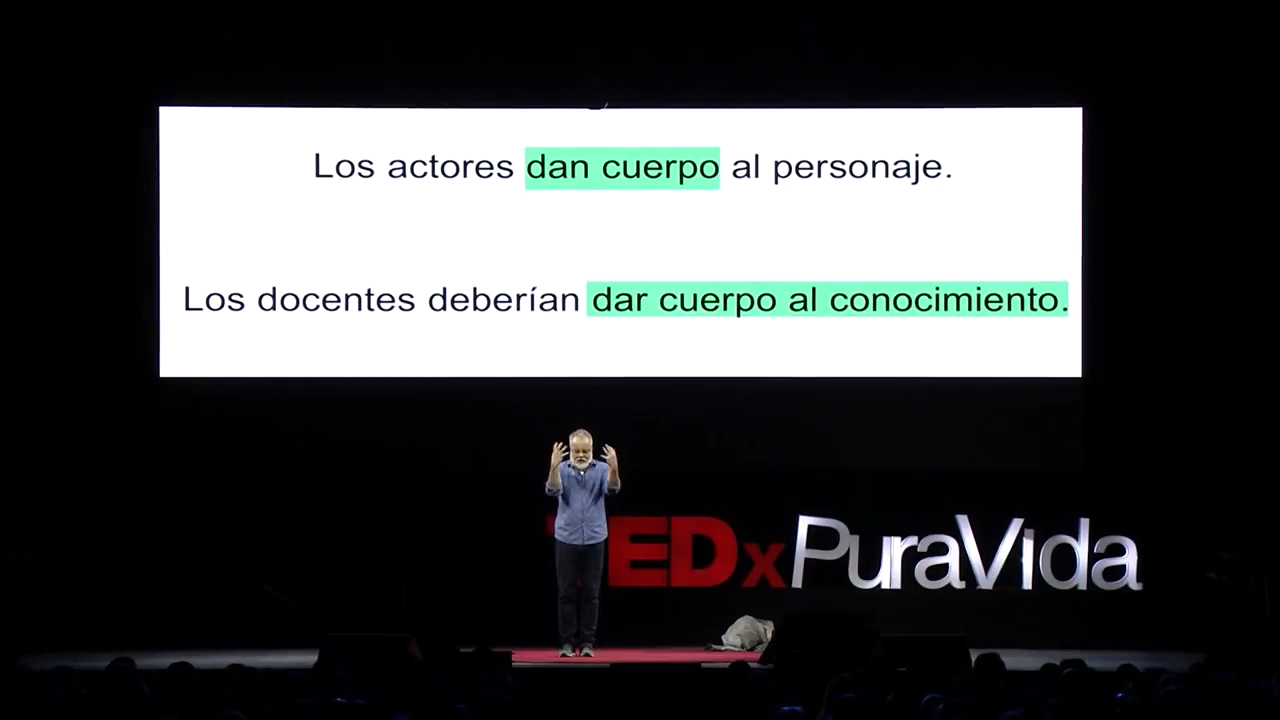 Los actores dan cuerpo al personaje.
Los docentes deberían dar cuerpo al conocimiento.
TEDxPuraVida